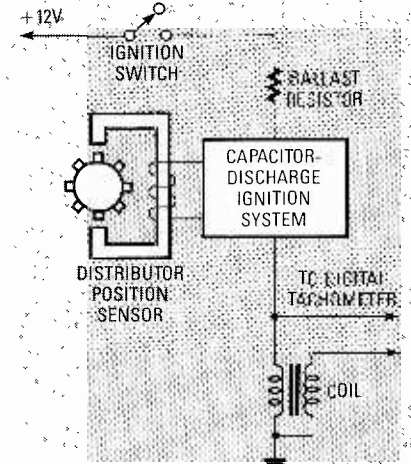 +12V
IGNITION
SWITCH
BALLAST
RESISTOR
CAPACITOR-
DISCHARGE
IGNITION
SYSTEM
DISTRIBUTOR
POSITION
SENSOR
TO DIGITAL
TACHOMETER
COIL